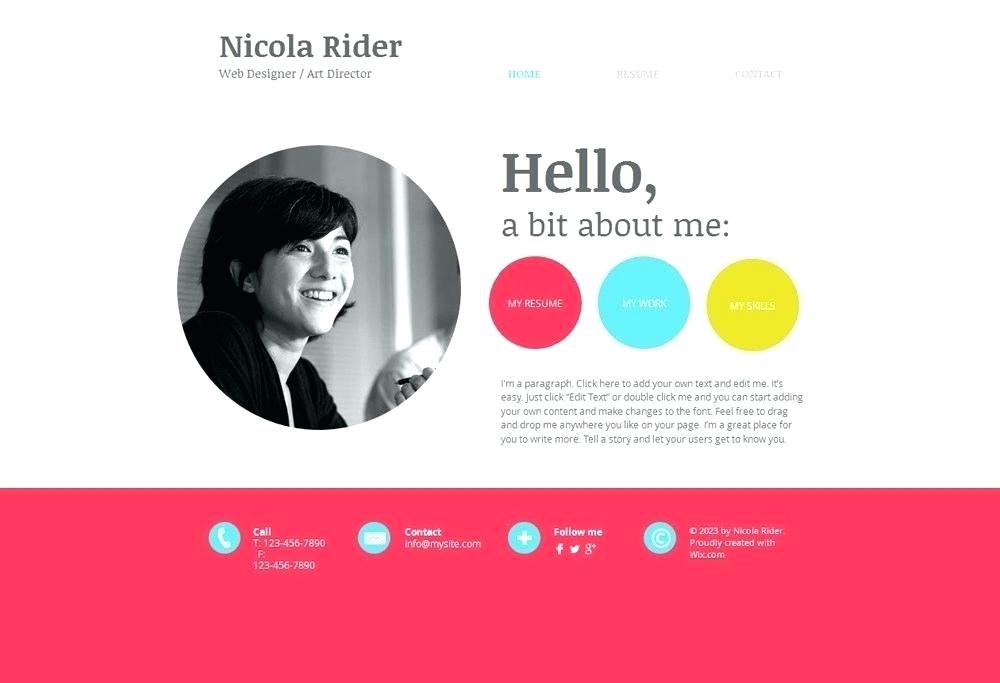 Nicola Rider
Web Designer / Art Director
HOME
RESUME
CONTACT
Hello,
a bit about me:
MY RESUME
MY WORK
MY SKILLS
I'm a paragraph. Click here to add your own text and edit me. It's
easy. Just click “Edit Text” or double click me and you can start adding
your own content and make changes to the font. Feel free to drag
and drop me anywhere you like on your page. I'm a great place for
you to write more. Tell a story and let your users get to know you.
Call
T: 123-456-7890
F:
123-456-7890
Contact
info@mysite.com
Follow me
f
g+
©
© 2023 by Nicola Rider.
Proudly created with
Wix.com